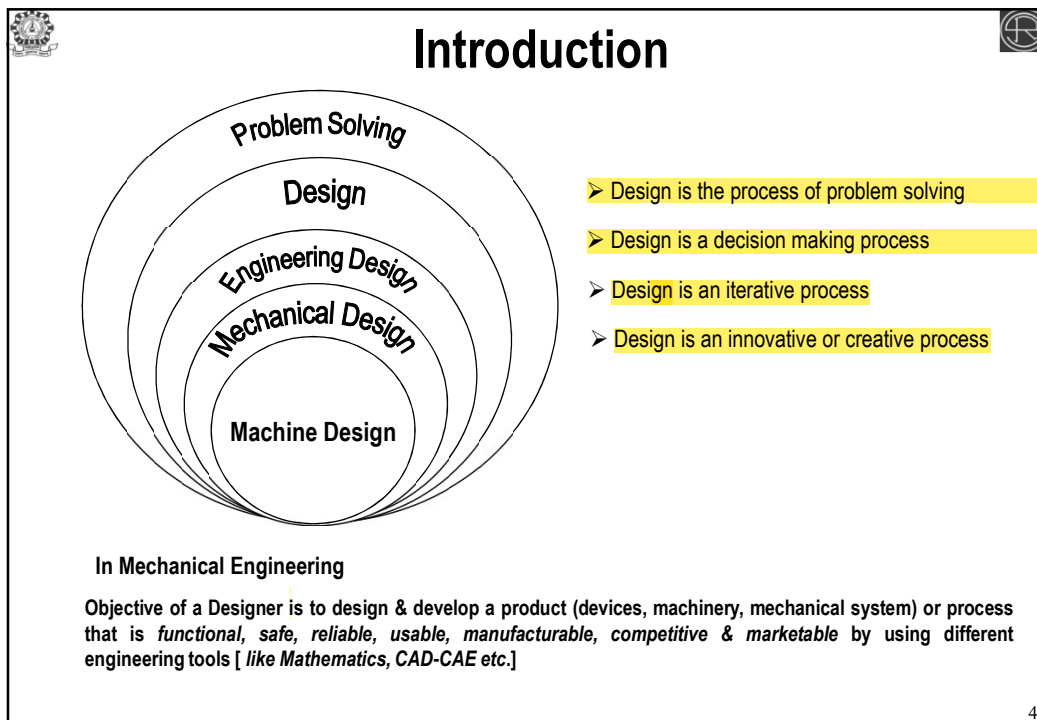 Introduction
Problem Solving
Design
Engineering Design
Mechanical Design
Machine Design
➢ Design is the process of problem solving
➢ Design is a decision making process
➢ Design is an iterative process
➢ Design is an innovative or creative process
In Mechanical Engineering
Objective of a Designer is to design & develop a product (devices, machinery, mechanical system) or process
that is functional, safe, reliable, usable, manufacturable, competitive & marketable by using different
engineering tools [ like Mathematics, CAD-CAE etc.]
4